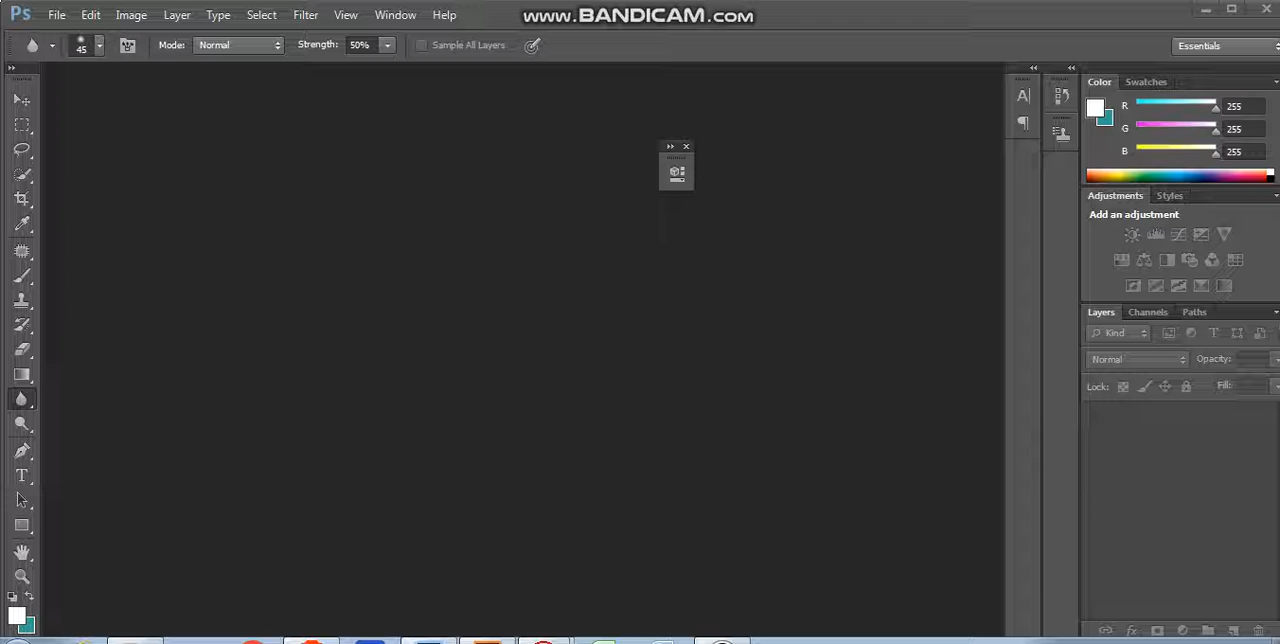 Ps File Edit Image Layer Type Select Filter View Window Help
www.BANDICAM.com
45 Mode: Normal Strength: 50% Sample All Layers Essentials
Color Swatches
R 255
G 255
B 255
Adjustments Styles
Add an adjustment
Layers Channels Paths
Kind
Normal Opacity:
Lock: Fill: